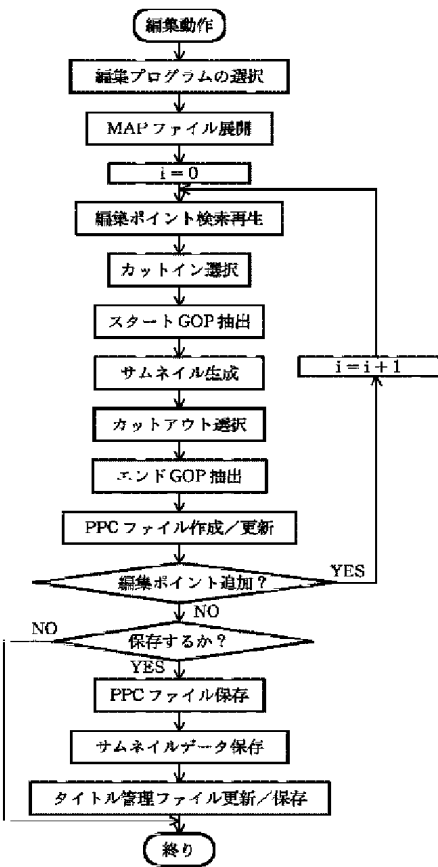 編集動作
編集プログラムの選択
MAPファイル展開
i = 0
編集ポイント検索再生
カットイン選択
スタートGOP抽出
サムネイル生成
i = i + 1
カットアウト選択
エンドGOP抽出
PPCファイル作成/更新
編集ポイント追加?
YES
NO
NO
保存するか?
YES
PPCファイル保存
サムネイルデータ保存
タイトル管理ファイル更新/保存
終り